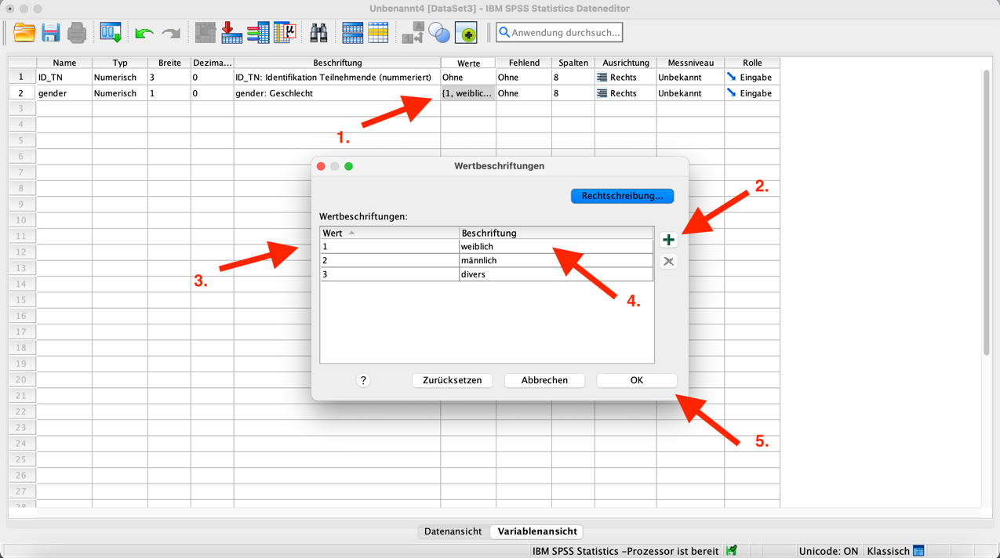 Unbenannt4 [DataSet3] - IBM SPSS Statistics Dateneditor
Anwendung durchsuch...
Name Typ Breite Dezima... Beschriftung Werte Fehlend Spalten Ausrichtung Messniveau Rolle
1 ID_TN Numerisch 3 0 ID_TN: Identifikation Teilnehmende (nummeriert) Ohne Ohne 8 Rechts Unbekannt Eingabe
2 gender Numerisch 1 0 gender: Geschlecht {1, weiblic... Ohne 8 Rechts Unbekannt Eingabe
3
4
5
6
7
8
9
10
11
12
13
14
15
16
17
18
19
20
21
22
23
24
25
26
27
28
1.
Wertbeschriftungen
2.
Rechtschreibung...
Wertbeschriftungen:
Wert Beschriftung
1 weiblich
2 männlich
3 divers
3.
4.
? Zurücksetzen Abbrechen OK
5.
Datenansicht Variablenansicht
IBM SPSS Statistics -Prozessor ist bereit Unicode: ON Klassisch